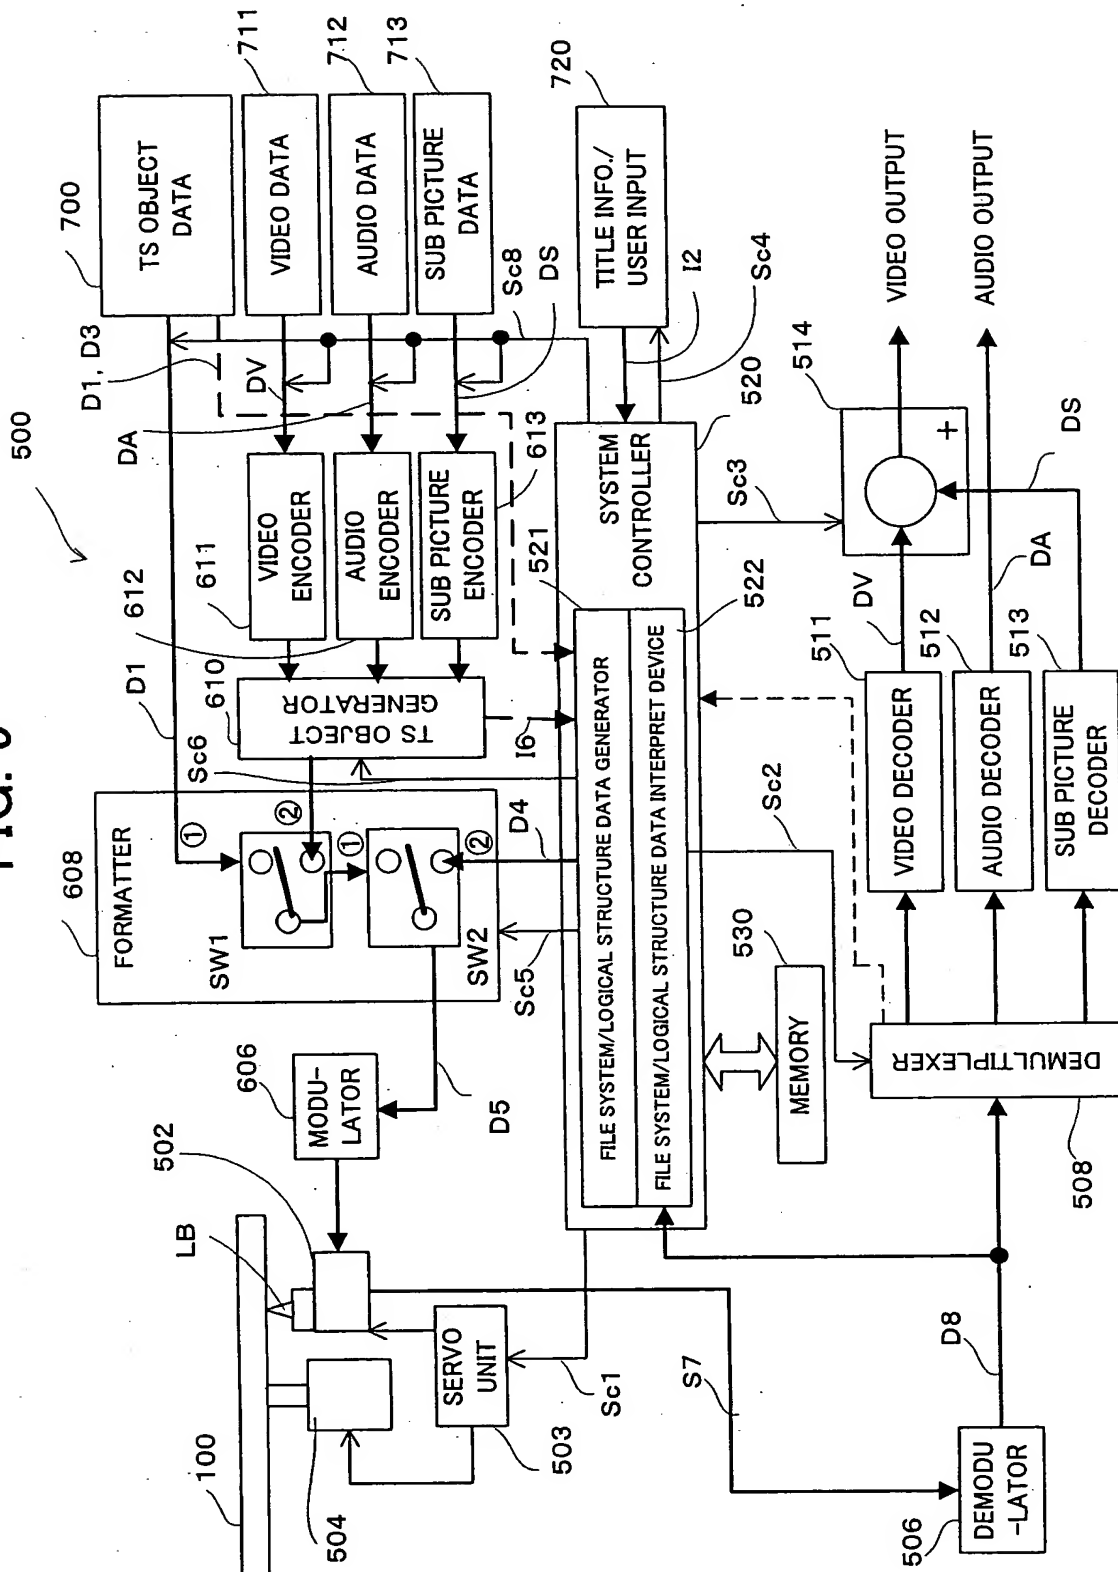 500
608
FORMATTER
SW1
SW2
①
②
①
②
D1
Sc6
Sc5
D4
D5
606
MODU-
LATOR
502
LB
100
504
SERVO
UNIT
503
Sc1
S7
506
DEMODU
-LATOR
D8
610
TS OBJECT
GENERATOR
I6
612
611
VIDEO
ENCODER
AUDIO
ENCODER
SUB PICTURE
ENCODER
613
DA
DV
D1, D3
DS
Sc8
700
TS OBJECT
DATA
711
VIDEO DATA
712
AUDIO DATA
713
SUB PICTURE
DATA
720
TITLE INFO./
USER INPUT
I2
Sc4
520
SYSTEM
CONTROLLER
521
522
FILE SYSTEM/LOGICAL STRUCTURE DATA GENERATOR
FILE SYSTEM/LOGICAL STRUCTURE DATA INTERPRET DEVICE
530
MEMORY
Sc2
Sc3
508
DEMULTIPLEXER
511
VIDEO DECODER
512
AUDIO DECODER
513
SUB PICTURE
DECODER
DV
DA
DS
514
+
VIDEO OUTPUT
AUDIO OUTPUT